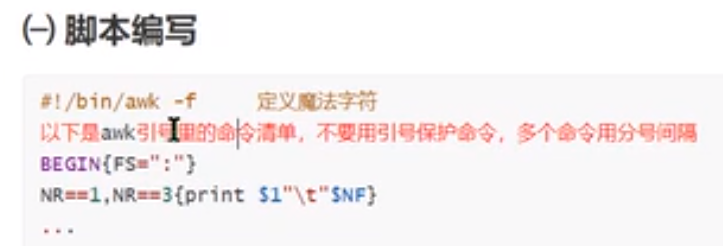 (一) 脚本编写
#!/bin/awk -f 定义魔法字符
以下是awk引号里的命令清单，不要用引号保护命令，多个命令用分号间隔
BEGIN{FS=":"}
NR==1,NR==3{print $1"\t"$NF}
...